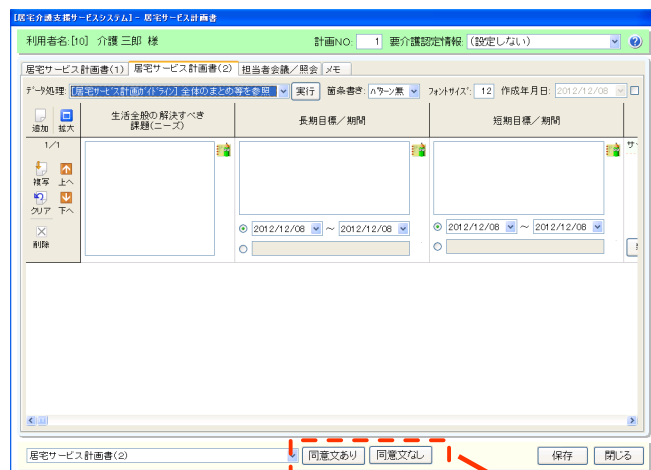 [居宅介護支援サービスシステム] - 居宅サービス計画書
利用者名:[10] 介護 三郎 様 計画NO: 1 要介護認定情報: (設定しない)
居宅サービス計画書(1) 居宅サービス計画書(2) 担当者会議/照会 メモ
データ処理: [居宅サービス計画ガイドライン] 全体のまとめ等を参照 実行 箇条書き: パターン無 フォントサイズ: 12 作成年月日: 2012/12/08
追加 拡大 生活全般の解決すべき課題(ニーズ) 長期目標/期間 短期目標/期間
1/1
複写 上へ
クリア 下へ
削除
2012/12/08 ~ 2012/12/08 2012/12/08 ~ 2012/12/08
居宅サービス計画書(2) 同意文あり 同意文なし 保存 閉じる